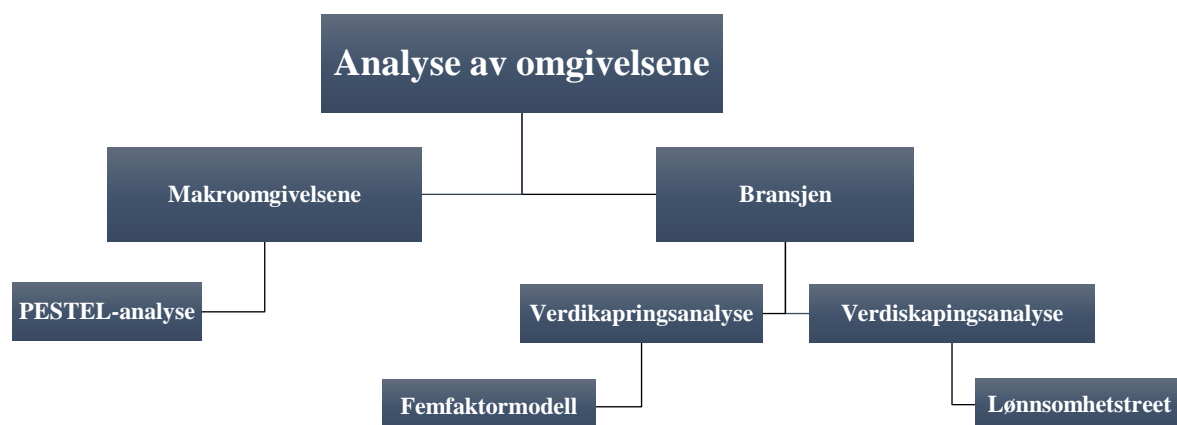 Analyse av omgivelsene
Makroomgivelsene
Bransjen
PESTEL-analyse
Verdikapringsanalyse
Verdiskapingsanalyse
Femfaktormodell
Lønnsomhetstreet